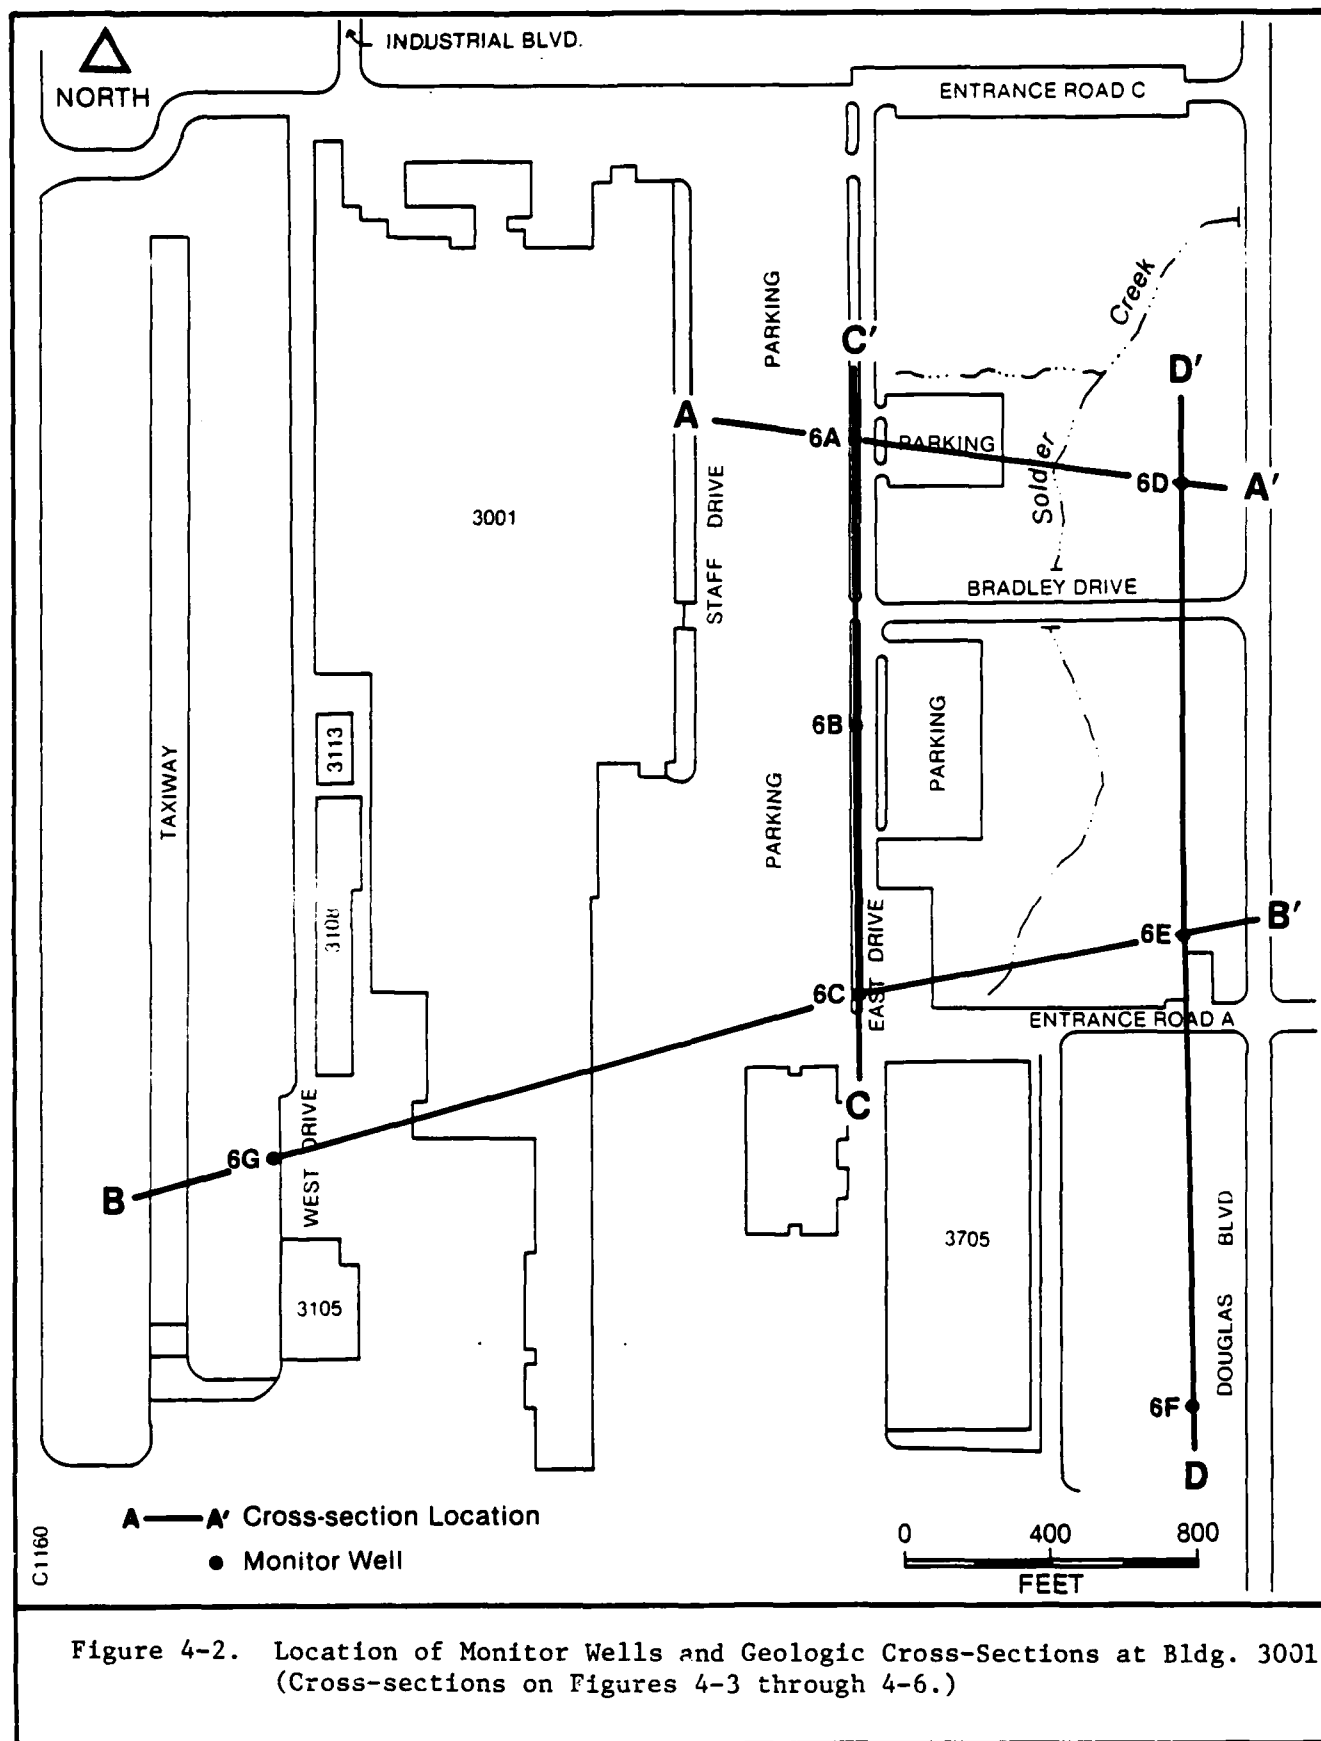 INDUSTRIAL BLVD.
NORTH
ENTRANCE ROAD C
PARKING
Creek
C'
D'
A
6A
PARKING
Soldier
6D
A'
3001
STAFF DRIVE
BRADLEY DRIVE
6B
3113
PARKING
TAXIWAY
PARKING
3108
EAST DRIVE
6E
B'
6C
ENTRANCE ROAD A
C
WEST DRIVE
6G
B
3705
3105
DOUGLAS BLVD
6F
D
A A' Cross-section Location
Monitor Well
C1160
0 400 800
FEET
Figure 4-2. Location of Monitor Wells and Geologic Cross-Sections at Bldg. 3001
(Cross-sections on Figures 4-3 through 4-6.)